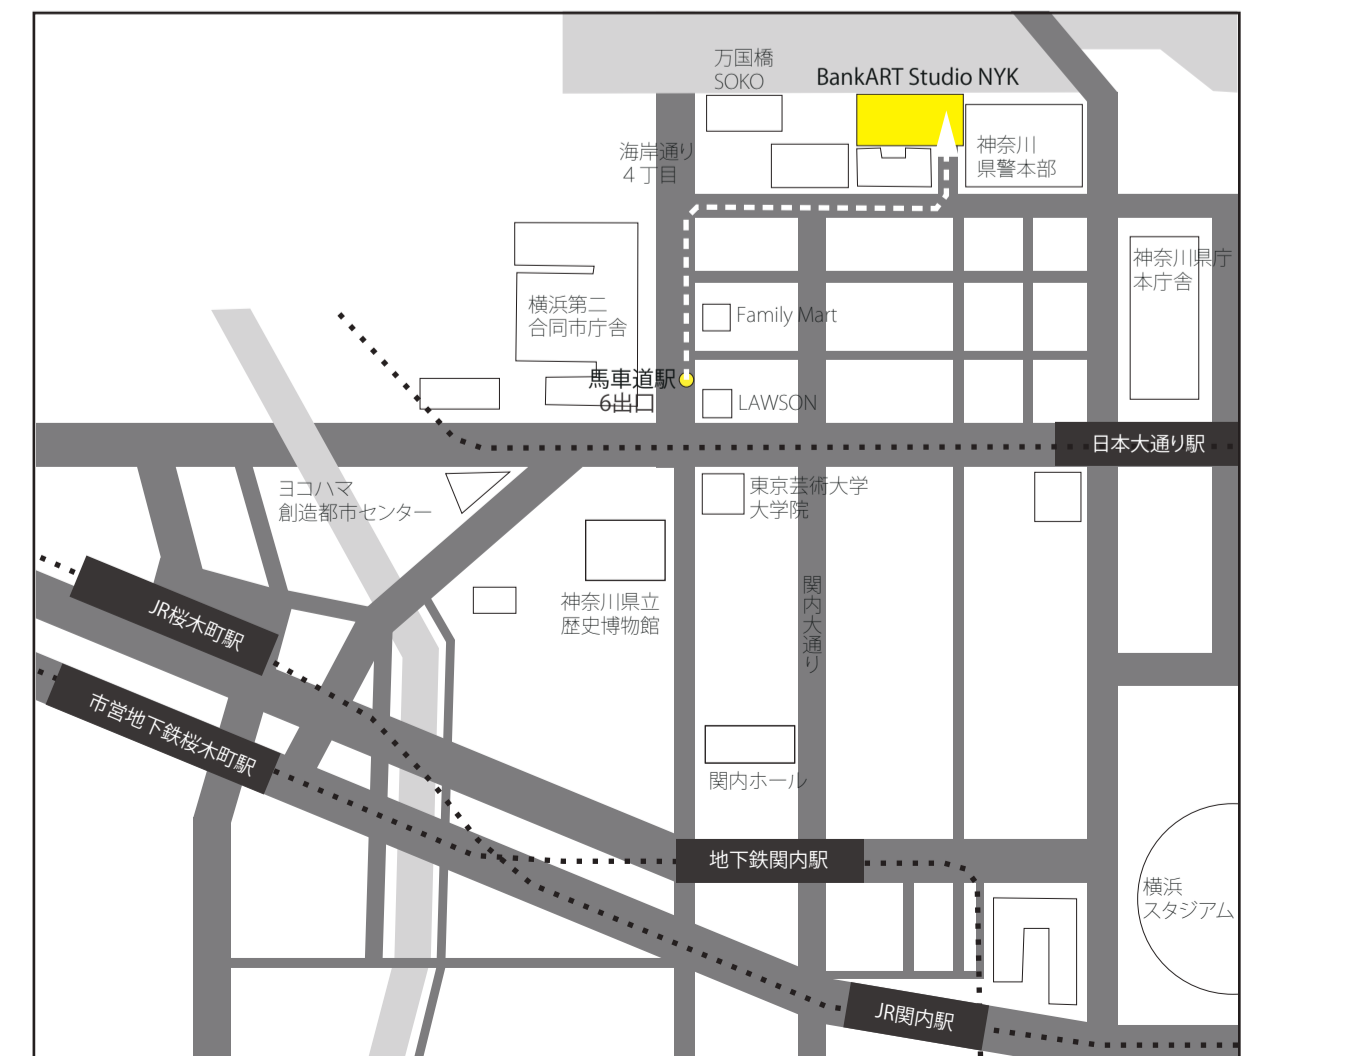 万国橋
SOKO
BankART Studio NYK
海岸通り
４丁目
神奈川
県警本部
神奈川県庁
本庁舎
横浜第二
合同市庁舎
Family Mart
馬車道駅
6出口
LAWSON
日本大通り駅
ヨコハマ
創造都市センター
東京芸術大学
大学院
神奈川県立
歴史博物館
関内大通り
JR桜木町駅
市営地下鉄桜木町駅
関内ホール
地下鉄関内駅
横浜
スタジアム
JR関内駅